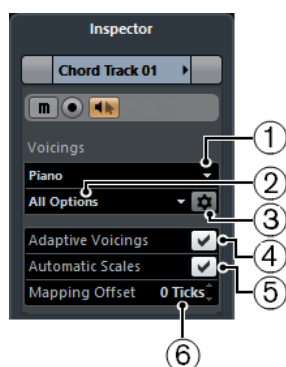 Inspector
Chord Track 01
m
Voicings
Piano
1
All Options
2
3
Adaptive Voicings
4
Automatic Scales
5
Mapping Offset 0 Ticks
6